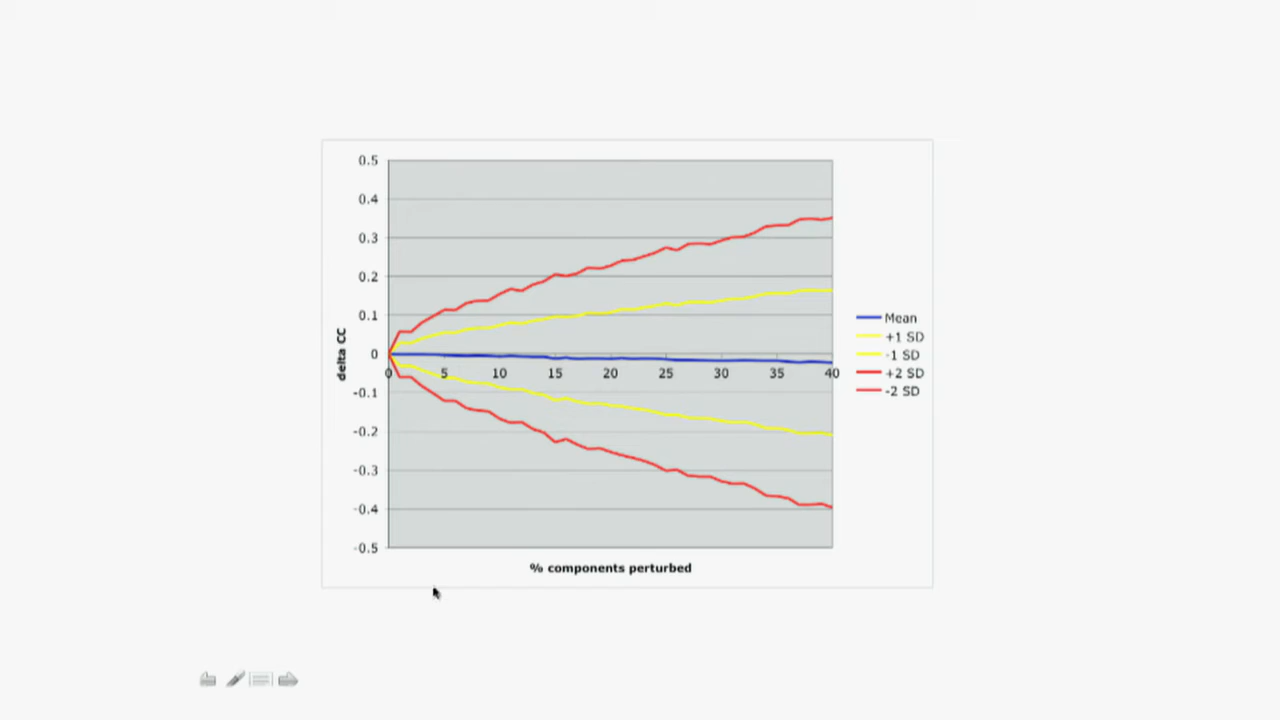 0.5
0.4
0.3
0.2
0.1
0
-0.1
-0.2
-0.3
-0.4
-0.5
delta CC
0 5 10 15 20 25 30 35 40
% components perturbed
Mean
+1 SD
-1 SD
+2 SD
-2 SD